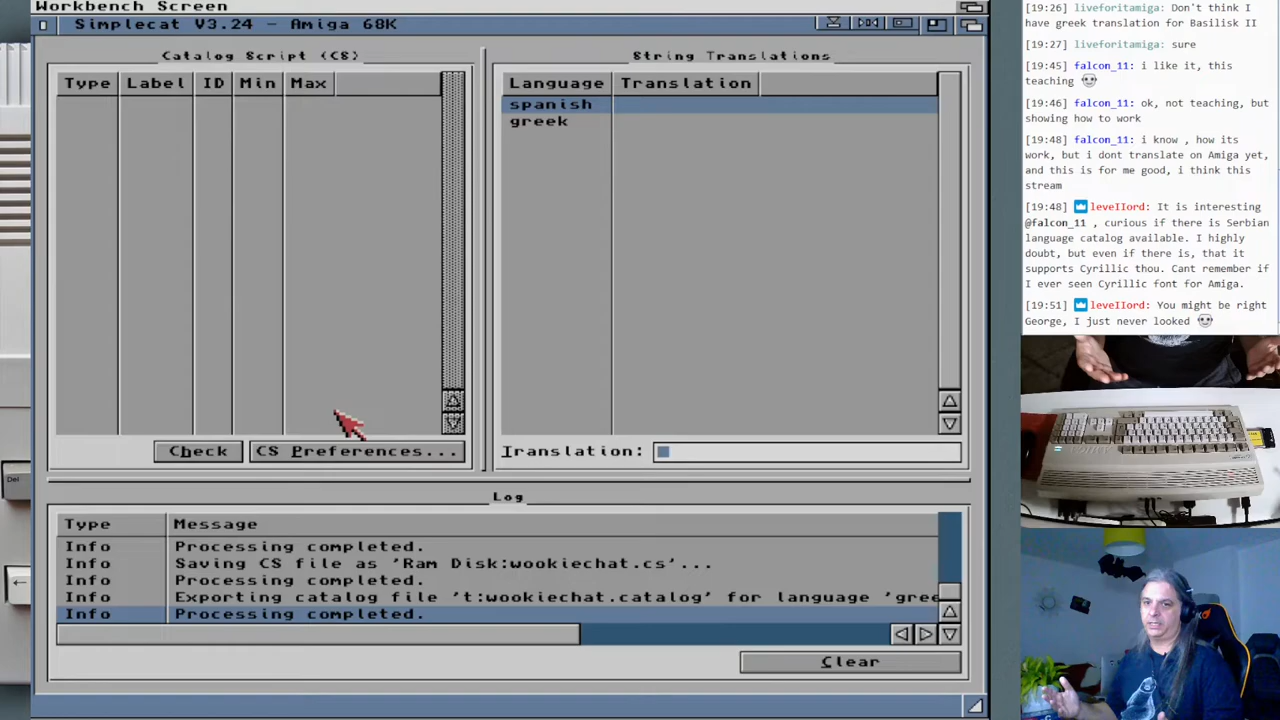 Workbench Screen
Simplecat V3.24 - Amiga 68K
Catalog Script (CS)
Type Label ID Min Max
Check
CS Preferences...
String Translations
Language Translation
spanish
greek
Translation:
Log
Type Message
Info Processing completed.
Info Saving CS file as 'Ram Disk:wookiechat.cs'...
Info Processing completed.
Info Exporting catalog file 't:wookiechat.catalog' for language 'gree
Info Processing completed.
Clear
[19:26] liveforitamiga: Don't think I
have greek translation for Basilisk II
[19:27] liveforitamiga: sure
[19:45] falcon_11: i like it, this
teaching
[19:46] falcon_11: ok, not teaching, but
showing how to work
[19:48] falcon_11: i know , how its
work, but i dont translate on Amiga yet,
and this is for me good, i think this
stream
[19:48] leveIIord: It is interesting
@falcon_11 , curious if there is Serbian
language catalog available. I highly
doubt, but even if there is, that it
supports Cyrillic thou. Cant remember if
I ever seen Cyrillic font for Amiga.
[19:51] leveIIord: You might be right
George, I just never looked
Del